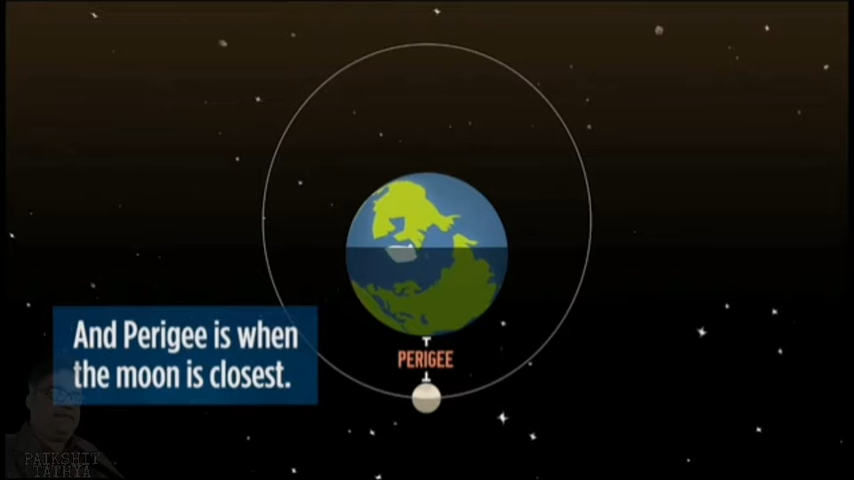 And Perigee is when
the moon is closest.
PERIGEE
PAIKSHIT
TATHYA